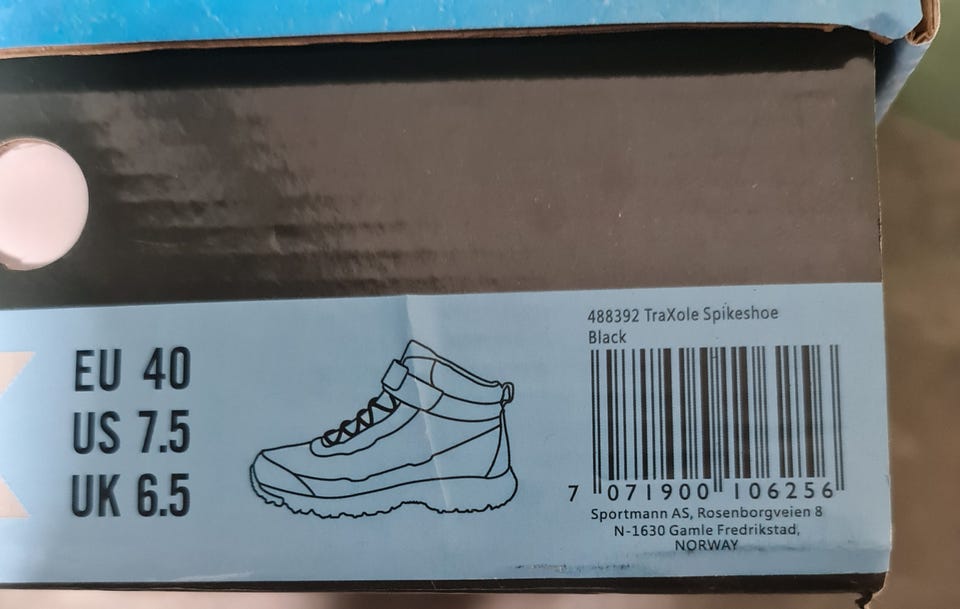 EU 40
US 7.5
UK 6.5
488392 TraXole Spikeshoe
Black
7 071900 106256
Sportmann AS, Rosenborgveien 8
N-1630 Gamle Fredrikstad,
NORWAY